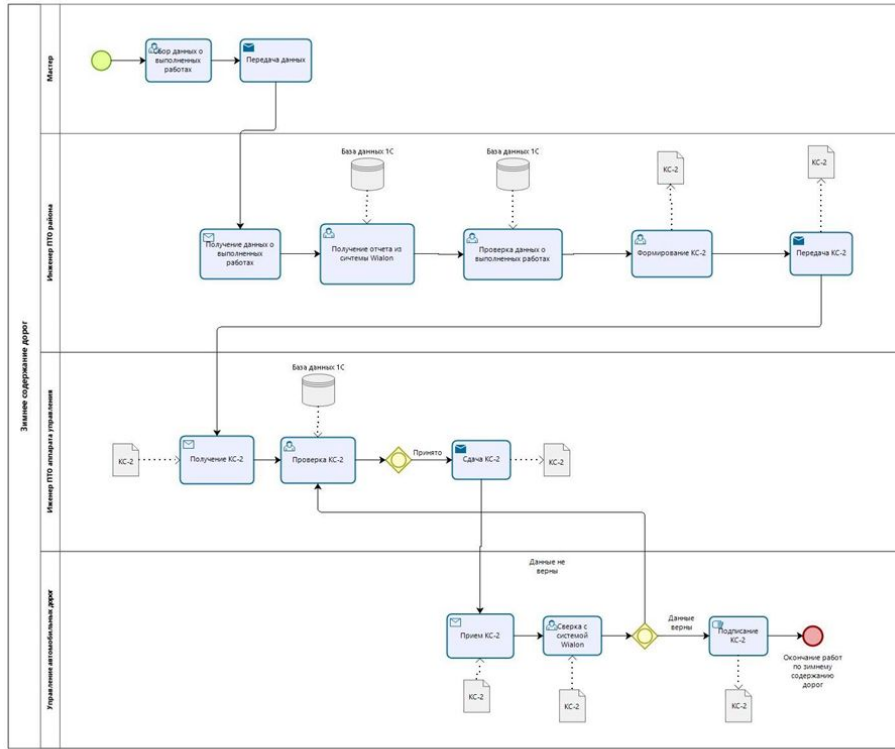 Зимнее содержание дорог
Мастер
Сбор данных о
выполненных
работах
Передача данных
Инженер ПТО района
База данных 1С
База данных 1С
КС-2
КС-2
Получение данных о
выполненных
работах
Получение отчета из
сичтемы Wialon
Проверка данных о
выполненных работах
Формирование КС-2
Передача КС-2
Иженер ПТО аппарата управления
База данных 1С
КС-2
Получение КС-2
Проверка КС-2
Принято
Сдача КС-2
КС-2
Управление автомобильных дорог
Данные не
верны
Прием КС-2
Сверка с
системой
Wialon
Данные
верны
Подписание
КС-2
Окончание работ
по зимнему
содержанию
дорог
КС-2
КС-2
КС-2